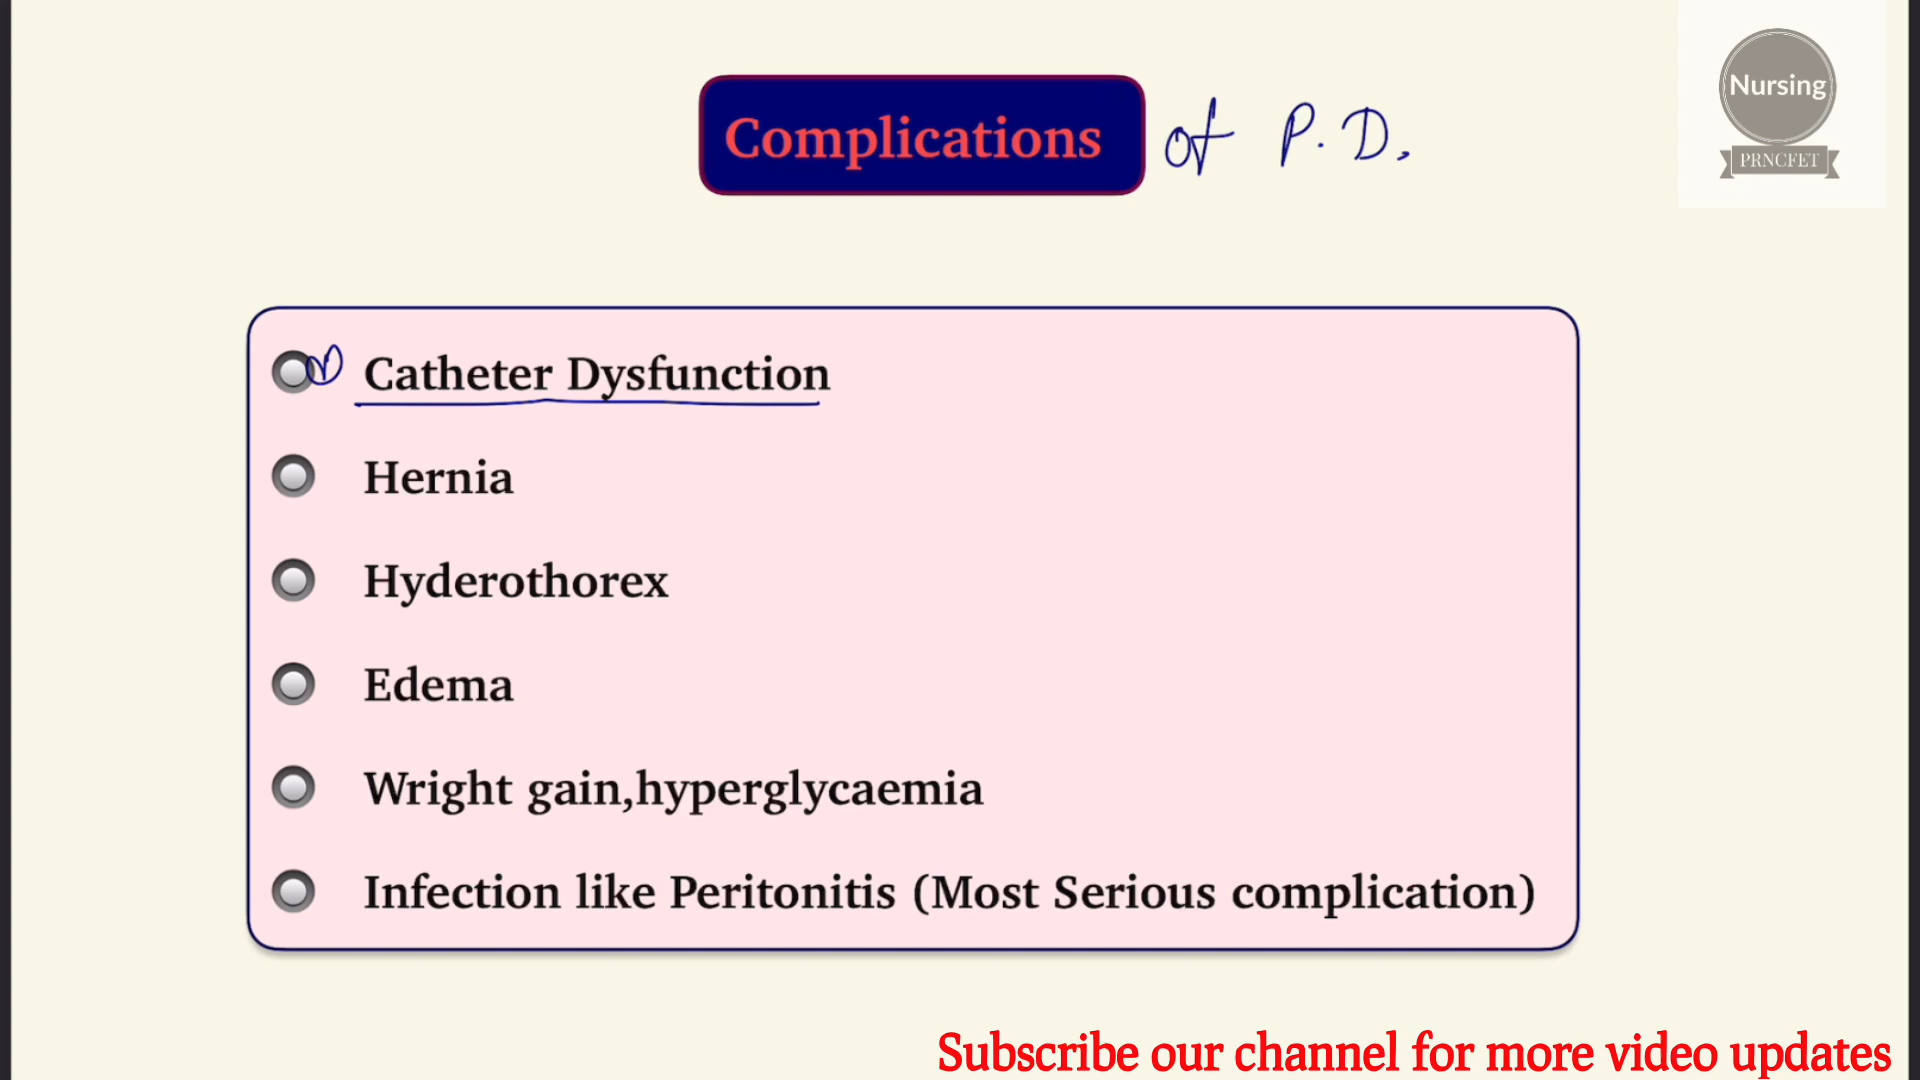 Nursing
PRNCFET
Complications of P.D.
Catheter Dysfunction
Hernia
Hyderothorex
Edema
Wright gain,hyperglycaemia
Infection like Peritonitis (Most Serious complication)
Subscribe our channel for more video updates